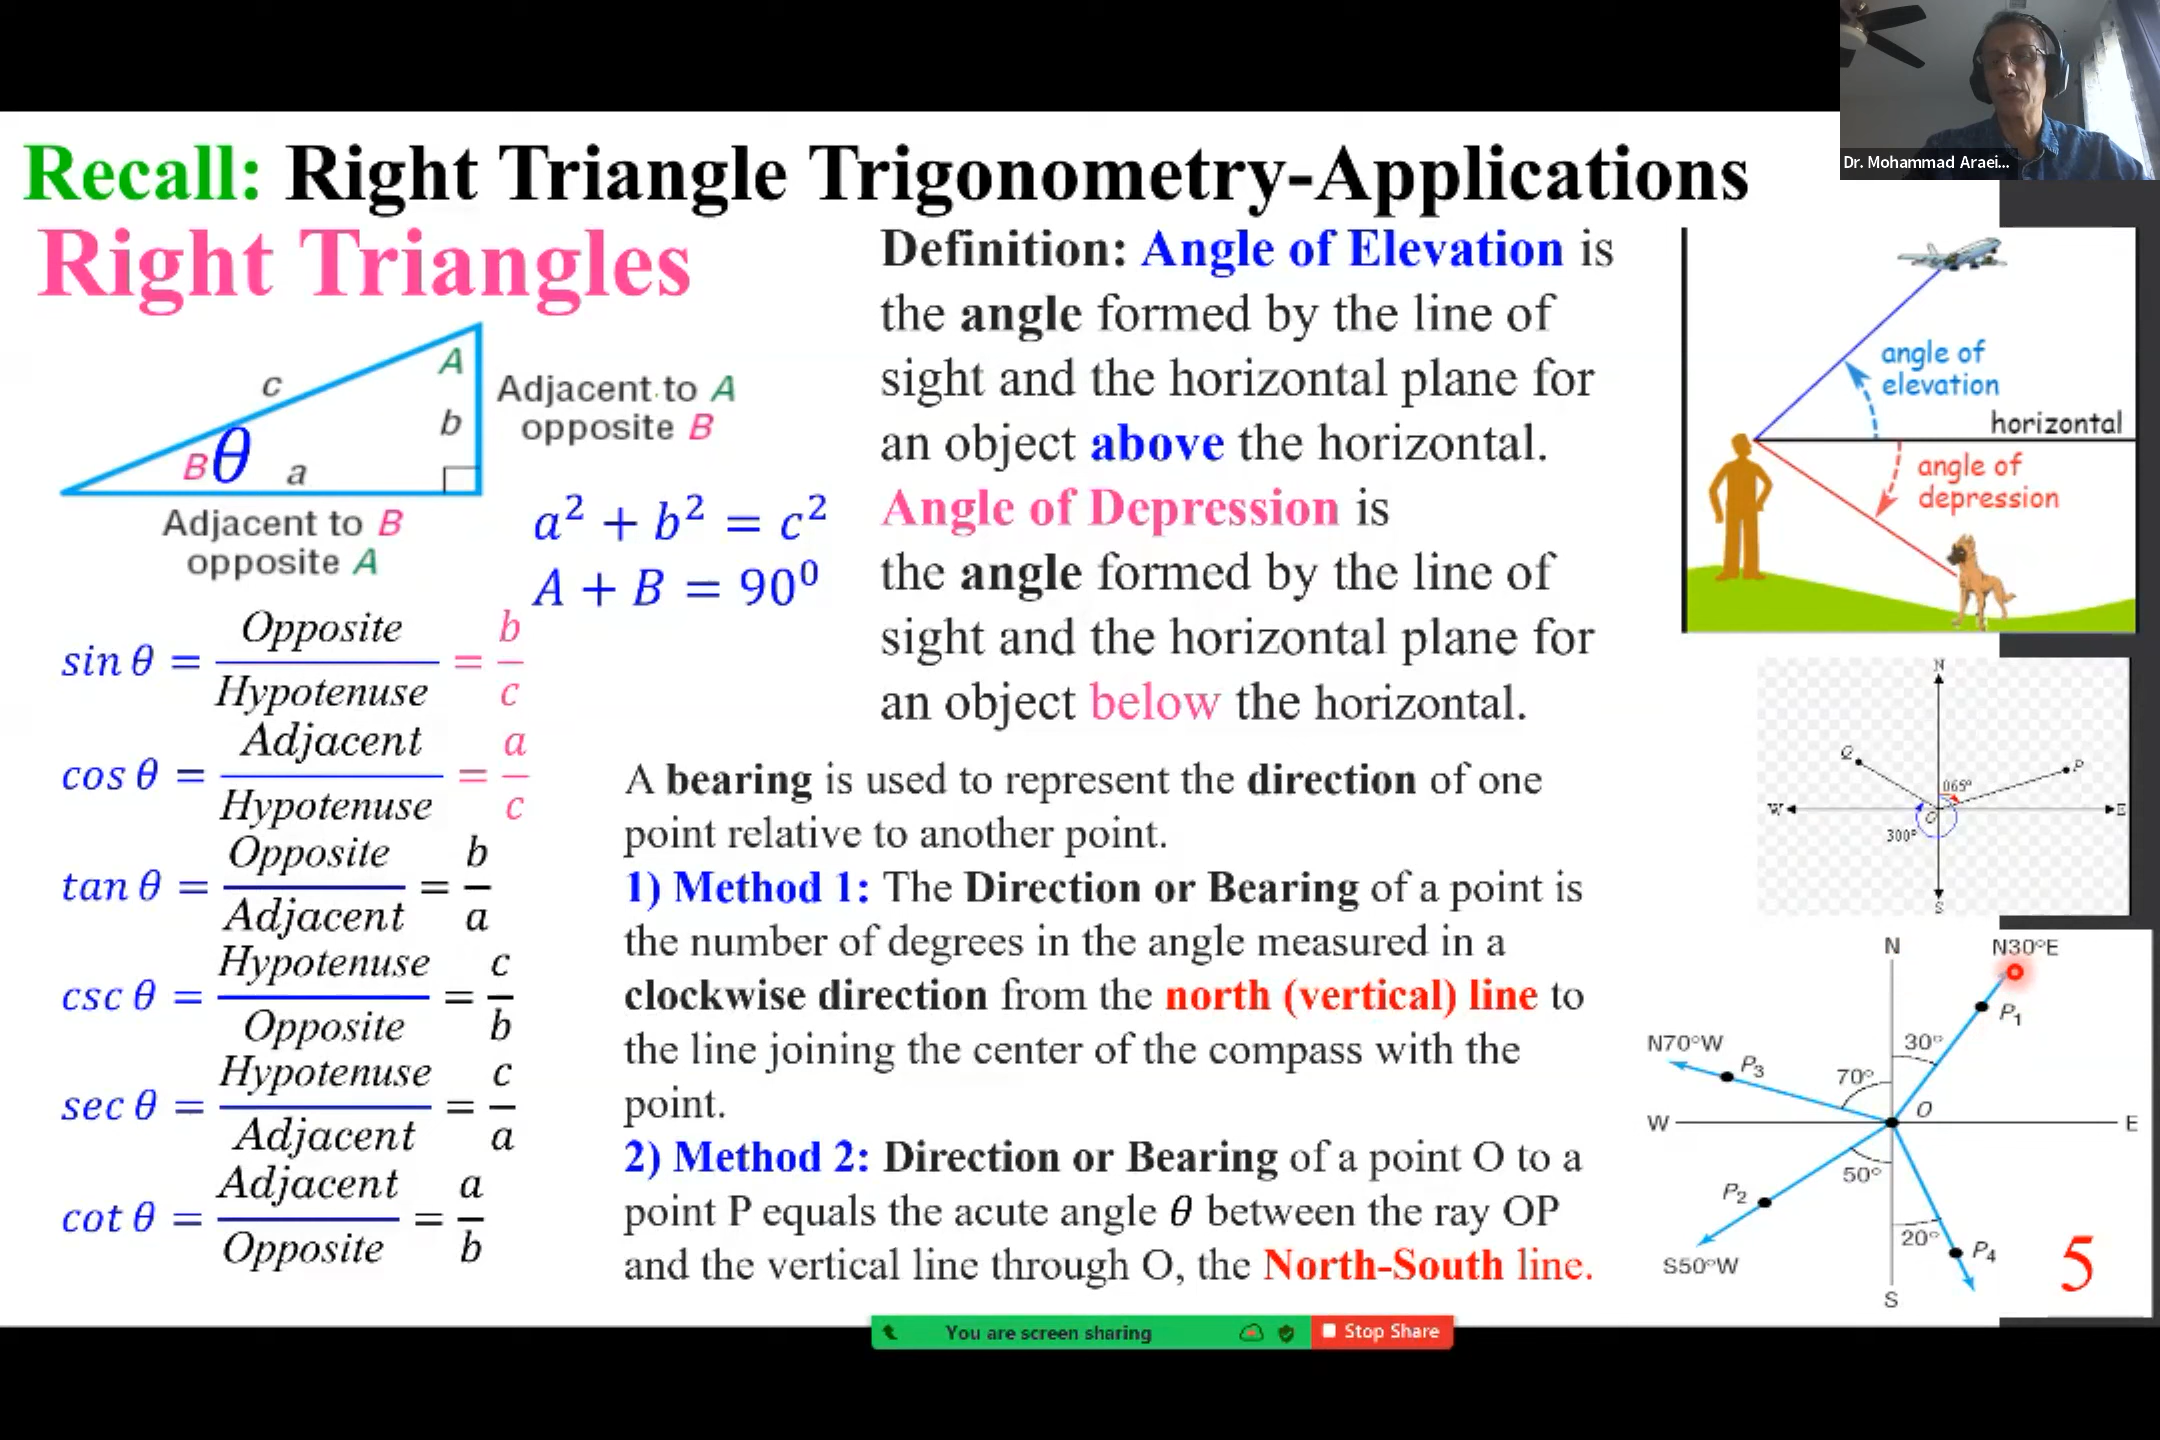 Dr. Mohammad Araei...
Recall: Right Triangle Trigonometry-Applications
Right Triangles
A
c
b
B θ
a
Adjacent to A
opposite B
Adjacent to B
opposite A
a² + b² = c²
A + B = 90⁰
sin θ = Opposite / Hypotenuse = b / c
cos θ = Adjacent / Hypotenuse = a / c
tan θ = Opposite / Adjacent = b / a
csc θ = Hypotenuse / Opposite = c / b
sec θ = Hypotenuse / Adjacent = c / a
cot θ = Adjacent / Opposite = a / b
Definition: Angle of Elevation is
the angle formed by the line of
sight and the horizontal plane for
an object above the horizontal.
Angle of Depression is
the angle formed by the line of
sight and the horizontal plane for
an object below the horizontal.
angle of
elevation
horizontal
angle of
depression
A bearing is used to represent the direction of one
point relative to another point.
1) Method 1: The Direction or Bearing of a point is
the number of degrees in the angle measured in a
clockwise direction from the north (vertical) line to
the line joining the center of the compass with the
point.
2) Method 2: Direction or Bearing of a point O to a
point P equals the acute angle θ between the ray OP
and the vertical line through O, the North-South line.
N
Q
P
065°
W
E
O
300°
S
N
N30°E
P₁
30°
N70°W
P₃
70°
O
W
E
50°
P₂
20°
P₄
S50°W
S
5
You are screen sharing
Stop Share